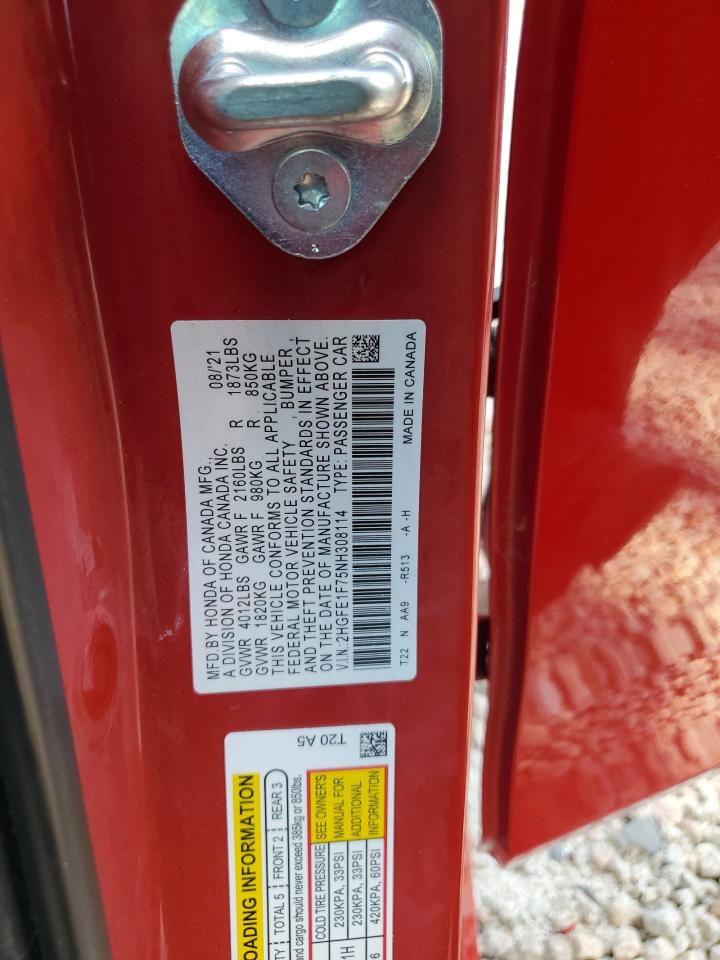 MFD.BY HONDA OF CANADA MFG., 08/'21
A DIVISION OF HONDA CANADA INC.
GVWR 4012LBS GAWR F 2160LBS R 1873LBS
GVWR 1820KG GAWR F 980KG R 850KG
THIS VEHICLE CONFORMS TO ALL APPLICABLE
FEDERAL MOTOR VEHICLE SAFETY , BUMPER ,
AND THEFT PREVENTION STANDARDS IN EFFECT
ON THE DATE OF MANUFACTURE SHOWN ABOVE.
V.I.N.:2HGFE1F75NH308114 TYPE: PASSENGER CAR
T22 N AA9 -R513 -A -H MADE IN CANADA
T20 A5
OADING INFORMATION
TY TOTAL 5 FRONT 2 REAR 3
and cargo should never exceed 385kg or 850lbs.
COLD TIRE PRESSURE SEE OWNER'S
230KPA, 33PSI MANUAL FOR
1H 230KPA, 33PSI ADDITIONAL
6 420KPA, 60PSI INFORMATION